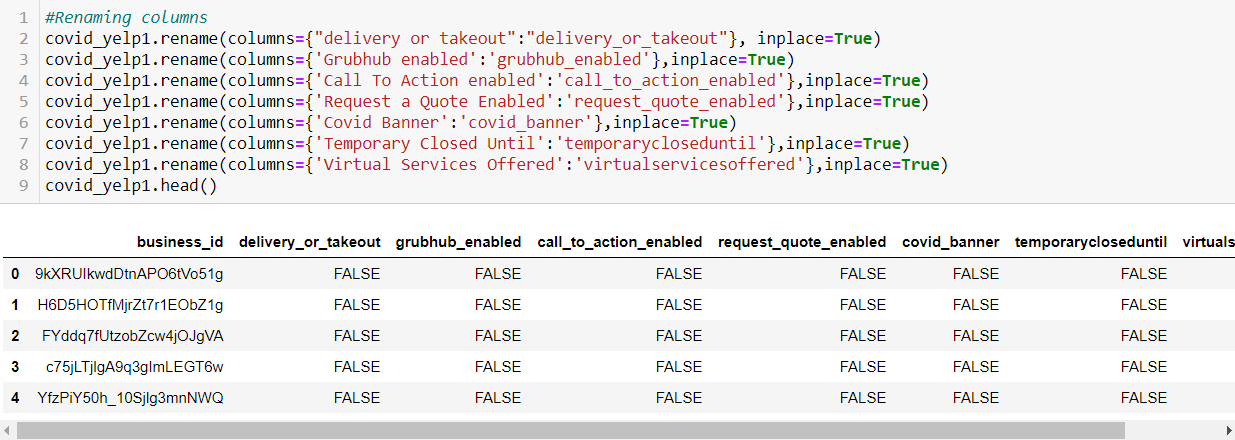 1 #Renaming columns
2 covid_yelp1.rename(columns={"delivery or takeout":"delivery_or_takeout"}, inplace=True)
3 covid_yelp1.rename(columns={'Grubhub enabled':'grubhub_enabled'},inplace=True)
4 covid_yelp1.rename(columns={'Call To Action enabled':'call_to_action_enabled'},inplace=True)
5 covid_yelp1.rename(columns={'Request a Quote Enabled':'request_quote_enabled'},inplace=True)
6 covid_yelp1.rename(columns={'Covid Banner':'covid_banner'},inplace=True)
7 covid_yelp1.rename(columns={'Temporary Closed Until':'temporarycloseduntil'},inplace=True)
8 covid_yelp1.rename(columns={'Virtual Services Offered':'virtualservicesoffered'},inplace=True)
9 covid_yelp1.head()
business_id delivery_or_takeout grubhub_enabled call_to_action_enabled request_quote_enabled covid_banner temporarycloseduntil virtuals
0 9kXRUIkwdDtnAPO6tVo51g FALSE FALSE FALSE FALSE FALSE FALSE
1 H6D5HOTfMjrZt7r1EObZ1g FALSE FALSE FALSE FALSE FALSE FALSE
2 FYddq7fUtzobZcw4jOJgVA FALSE FALSE FALSE FALSE FALSE FALSE
3 c75jLTjIgA9q3gImLEGT6w FALSE FALSE FALSE FALSE FALSE FALSE
4 YfzPiY50h_10Sjlg3mnNWQ FALSE FALSE FALSE FALSE FALSE FALSE